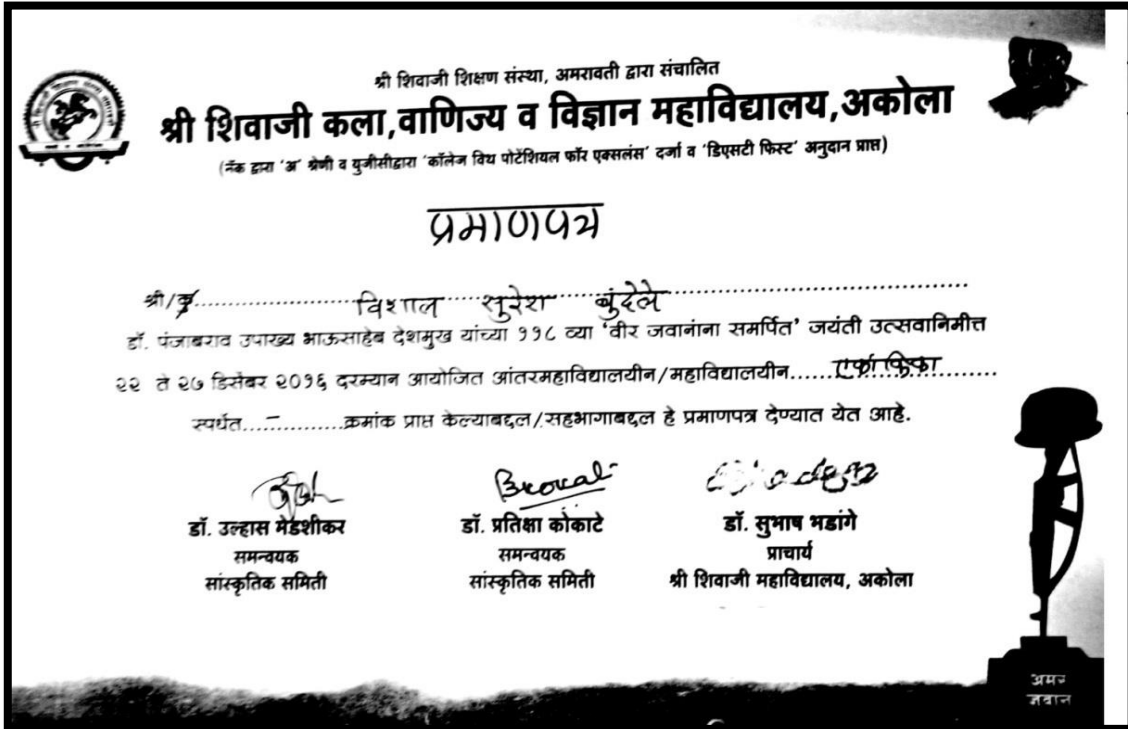 श्री शिवाजी शिक्षण संस्था, अमरावती द्वारा संचालित
श्री शिवाजी कला,वाणिज्य व विज्ञान महाविद्यालय,अकोला
(नॅक द्वारा 'अ' श्रेणी व युजीसीद्वारा 'कॉलेज विथ पोटेंशियल फॉर एक्सलंस' दर्जा व 'डिएसटी फिस्ट' अनुदान प्राप्त)
प्रमाणपत्र
श्री/कु.......विशाल सुरेश बुंदेले.......
डॉ. पंजाबराव उपाख्य भाऊसाहेब देशमुख यांच्या ११८ व्या 'वीर जवानांना समर्पित' जयंती उत्सवानिमीत्त
२२ ते २७ डिसेंबर २०१६ दरम्यान आयोजित आंतरमहाविद्यालयीन/महाविद्यालयीन.....एकांकिका.........
स्पर्धेत.....–............क्रमांक प्राप्त केल्याबद्दल/सहभागाबद्दल हे प्रमाणपत्र देण्यात येत आहे.
डॉ. उल्हास मेडशीकर डॉ. प्रतिक्षा कोकाटे डॉ. सुभाष भडांगे
समन्वयक समन्वयक प्राचार्य
सांस्कृतिक समिती सांस्कृतिक समिती श्री शिवाजी महाविद्यालय, अकोला
अमर
जवान